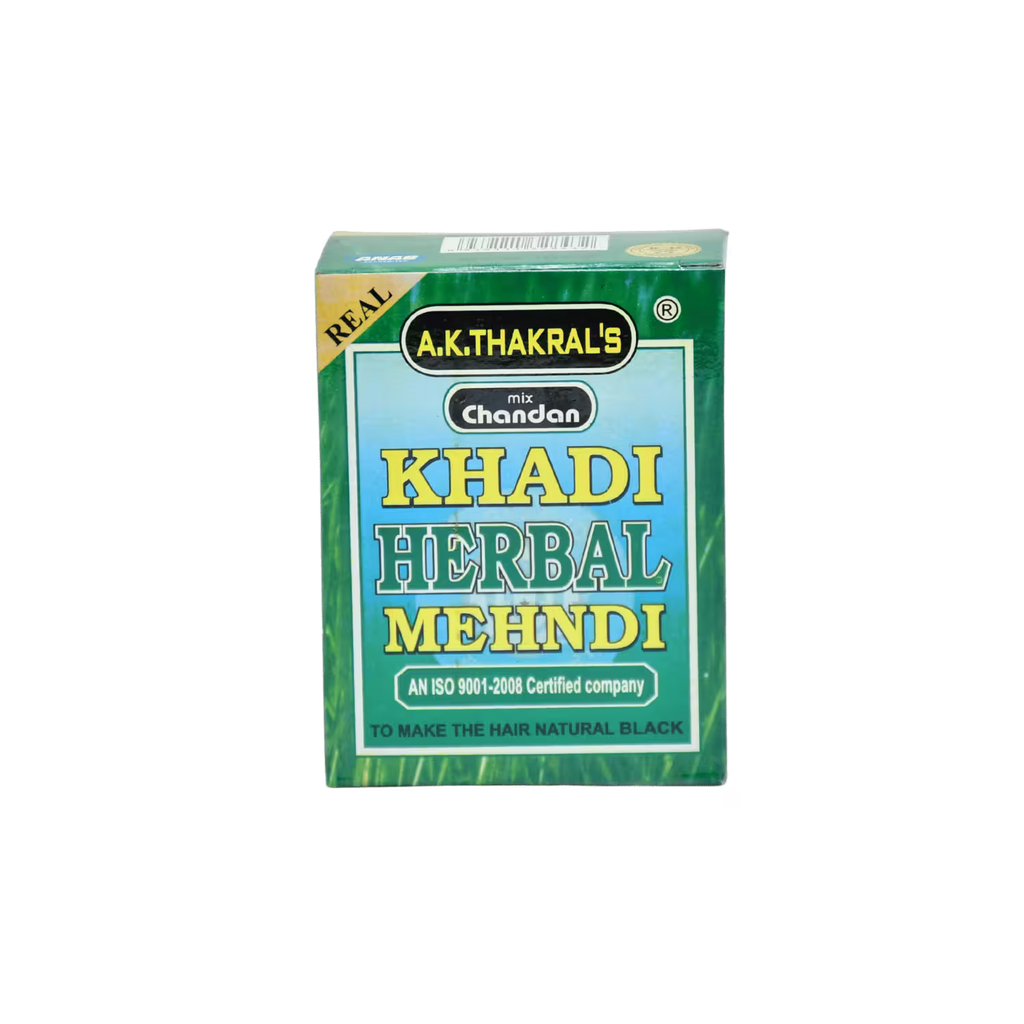 ANAB
REAL
®
A.K.THAKRAL'S
mix
Chandan
KHADI
HERBAL
MEHNDI
AN ISO 9001-2008 Certified company
TO MAKE THE HAIR NATURAL BLACK